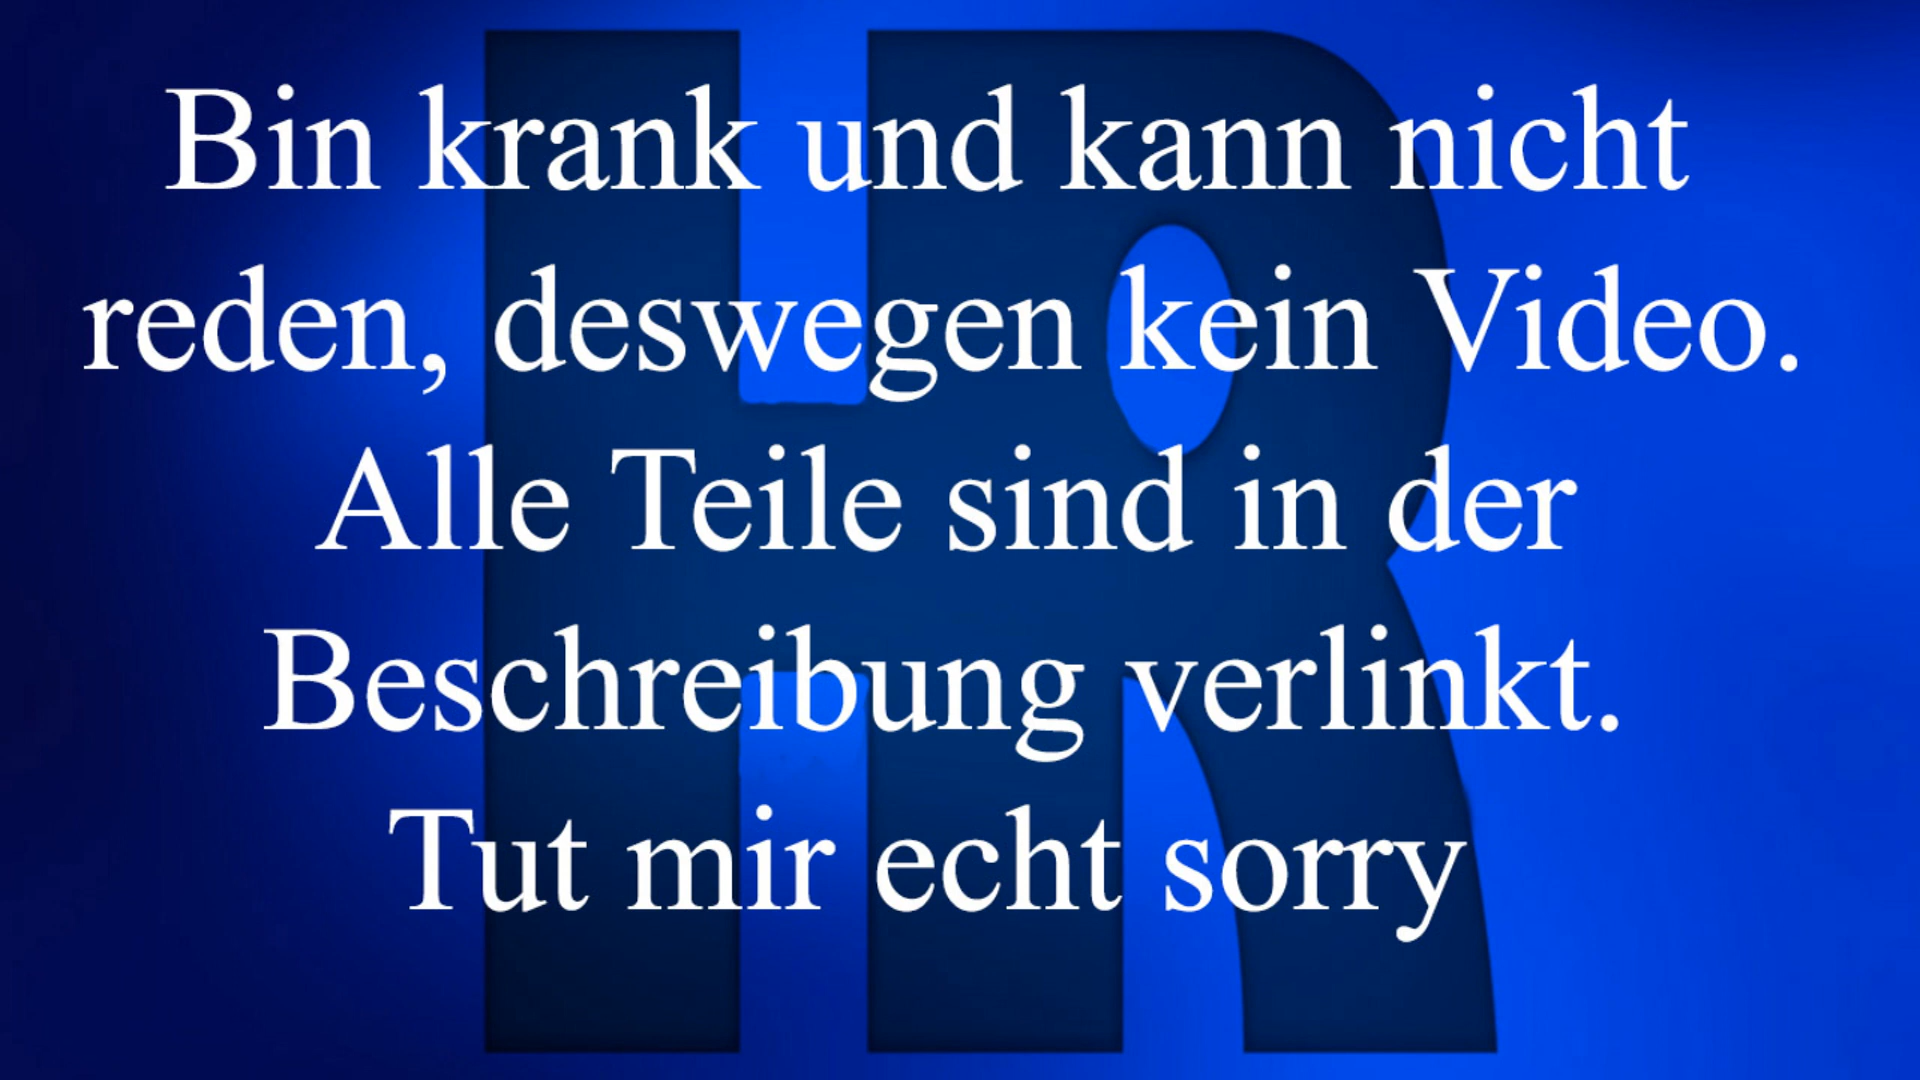 Bin krank und kann nicht
reden, deswegen kein Video.
Alle Teile sind in der
Beschreibung verlinkt.
Tut mir echt sorry
HR